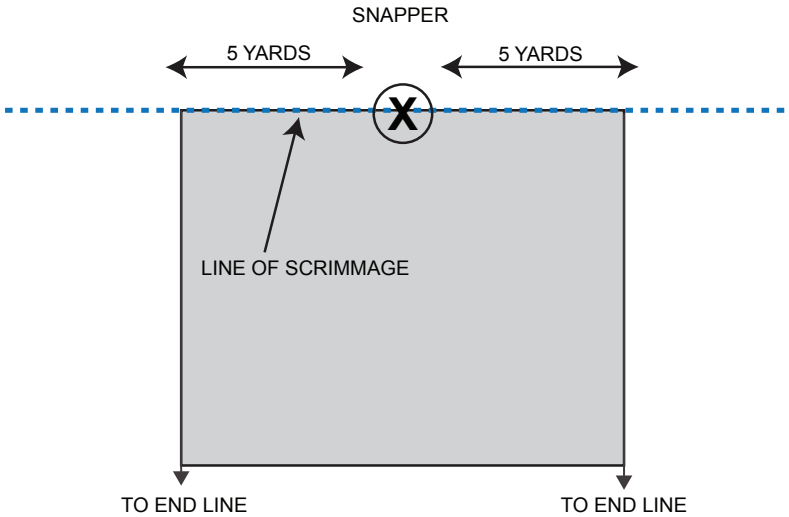 SNAPPER
5 YARDS
5 YARDS
X
LINE OF SCRIMMAGE
TO END LINE
TO END LINE